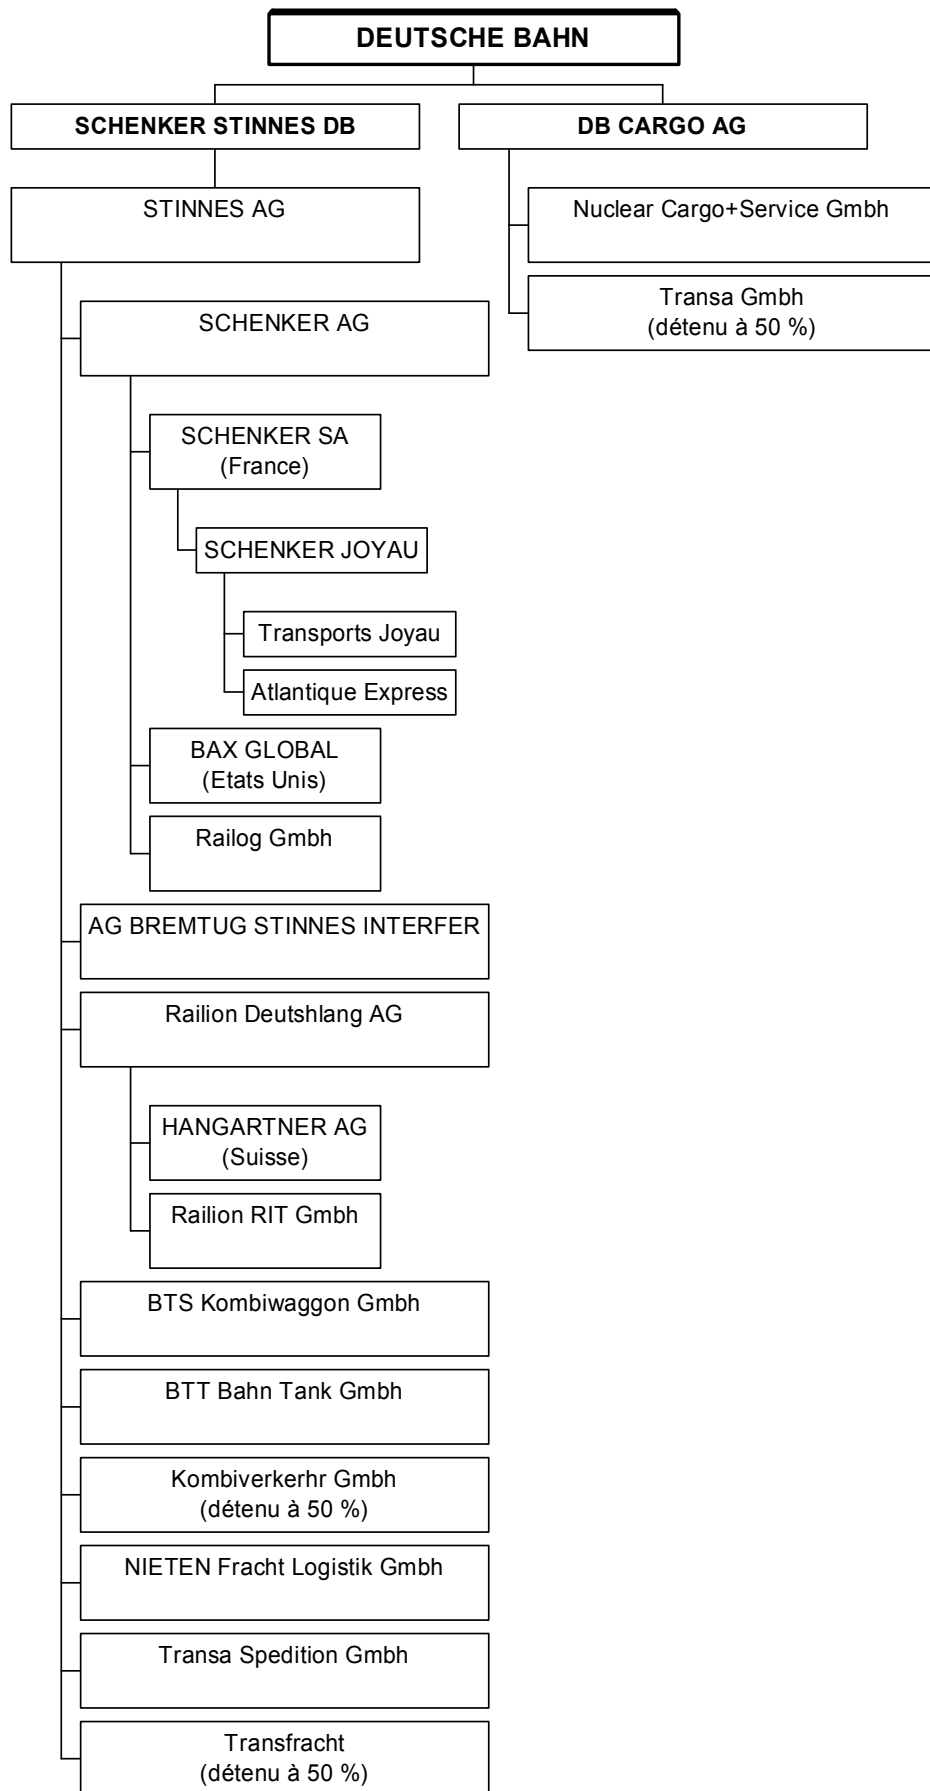 DEUTSCHE BAHN
SCHENKER STINNES DB
DB CARGO AG
STINNES AG
Nuclear Cargo+Service Gmbh
Transa Gmbh
(détenu à 50 %)
SCHENKER AG
SCHENKER SA
(France)
SCHENKER JOYAU
Transports Joyau
Atlantique Express
BAX GLOBAL
(Etats Unis)
Railog Gmbh
AG BREMTUG STINNES INTERFER
Railion Deutshlang AG
HANGARTNER AG
(Suisse)
Railion RIT Gmbh
BTS Kombiwaggon Gmbh
BTT Bahn Tank Gmbh
Kombiverkerhr Gmbh
(détenu à 50 %)
NIETEN Fracht Logistik Gmbh
Transa Spedition Gmbh
Transfracht
(détenu à 50 %)